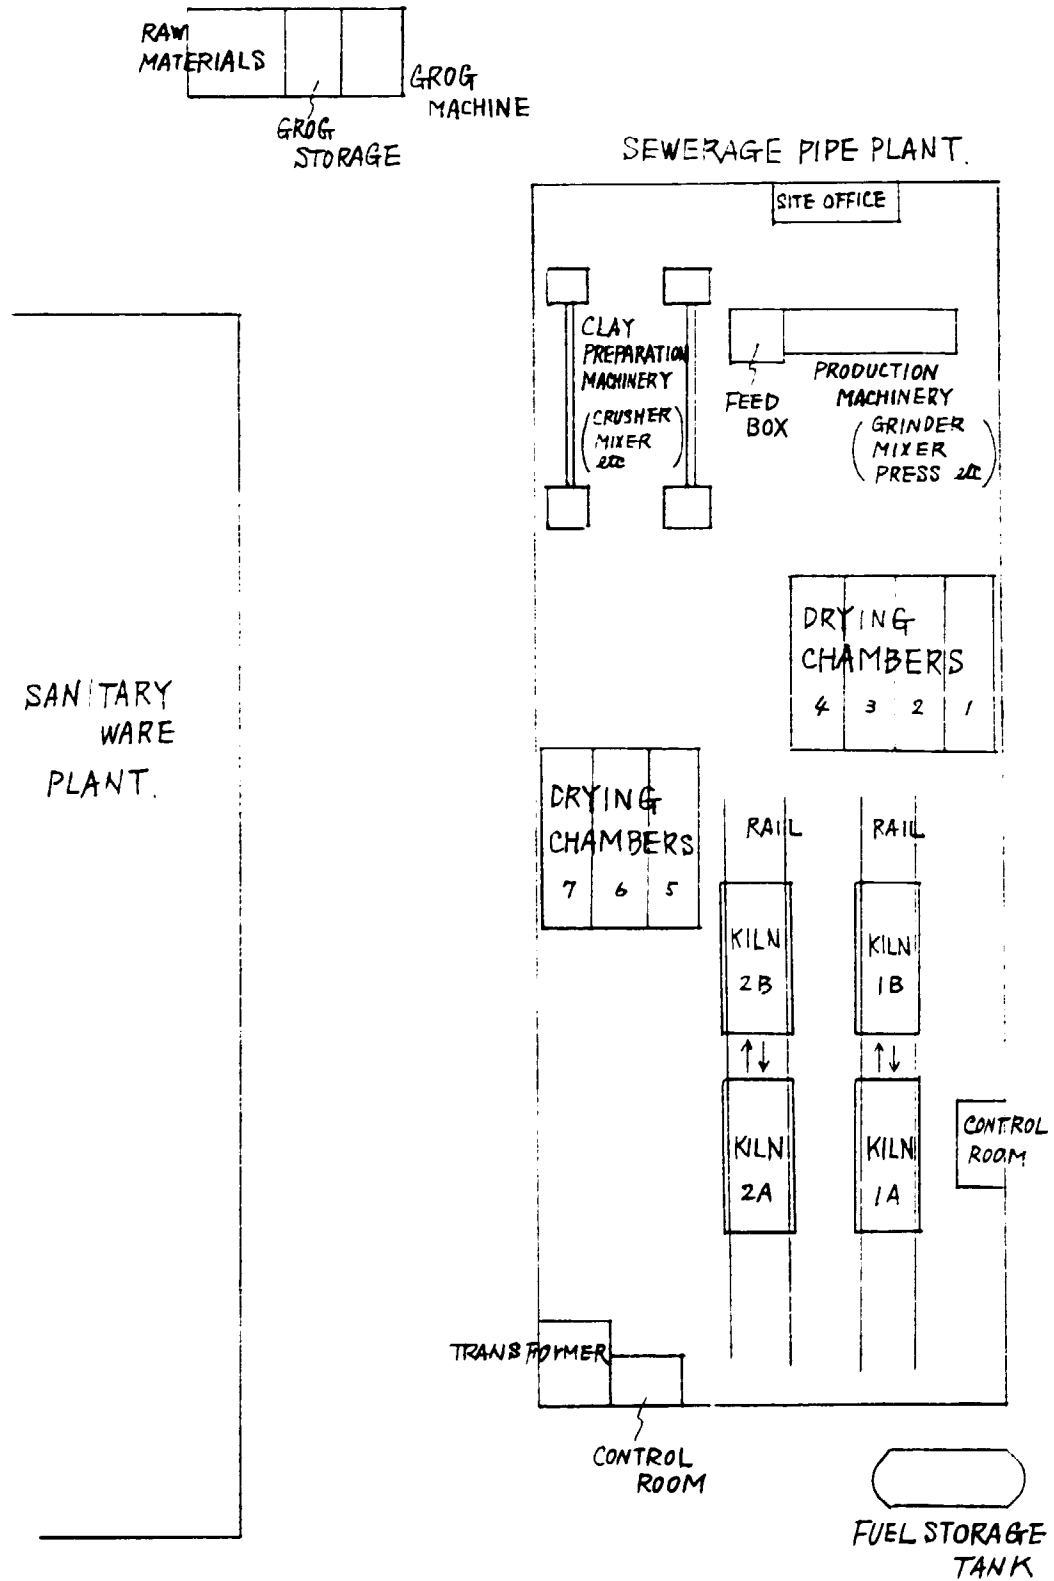 RAW
MATERIALS
GROG
MACHINE
GROG
STORAGE
SEWERAGE PIPE PLANT.
SITE OFFICE
CLAY
PREPARATION
MACHINERY
(CRUSHER
MIXER
etc)
FEED
BOX
PRODUCTION
MACHINERY
(GRINDER
MIXER
PRESS etc)
DRYING
CHAMBERS
4 3 2 1
SANITARY
WARE
PLANT.
DRYING
CHAMBERS
7 6 5
RAIL
RAIL
KILN
2B
KILN
1B
↑↓
↑↓
KILN
2A
KILN
1A
CONTROL
ROOM
TRANSFORMER
CONTROL
ROOM
FUEL STORAGE
TANK